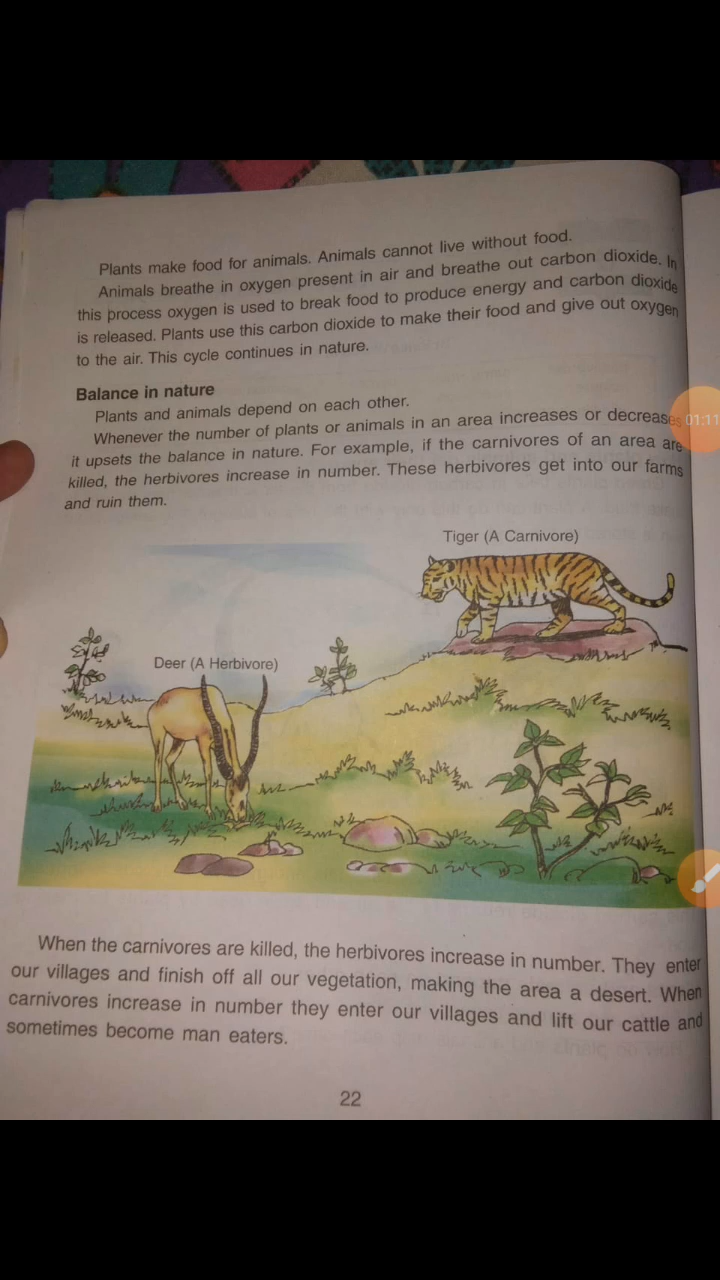 Plants make food for animals. Animals cannot live without food.
Animals breathe in oxygen present in air and breathe out carbon dioxide. In
this process oxygen is used to break food to produce energy and carbon dioxide
is released. Plants use this carbon dioxide to make their food and give out oxygen
to the air. This cycle continues in nature.
Balance in nature
Plants and animals depend on each other.
Whenever the number of plants or animals in an area increases or decreases
01:11
it upsets the balance in nature. For example, if the carnivores of an area are
killed, the herbivores increase in number. These herbivores get into our farms
and ruin them.
Tiger (A Carnivore)
Deer (A Herbivore)
When the carnivores are killed, the herbivores increase in number. They enter
our villages and finish off all our vegetation, making the area a desert. When
carnivores increase in number they enter our villages and lift our cattle and
sometimes become man eaters.
22